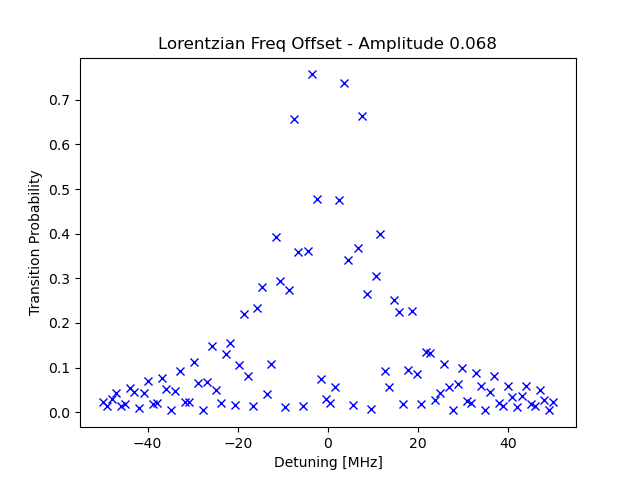 Lorentzian Freq Offset - Amplitude 0.068
Transition Probability
0.7
0.6
0.5
0.4
0.3
0.2
0.1
0.0
−40 −20 0 20 40
Detuning [MHz]